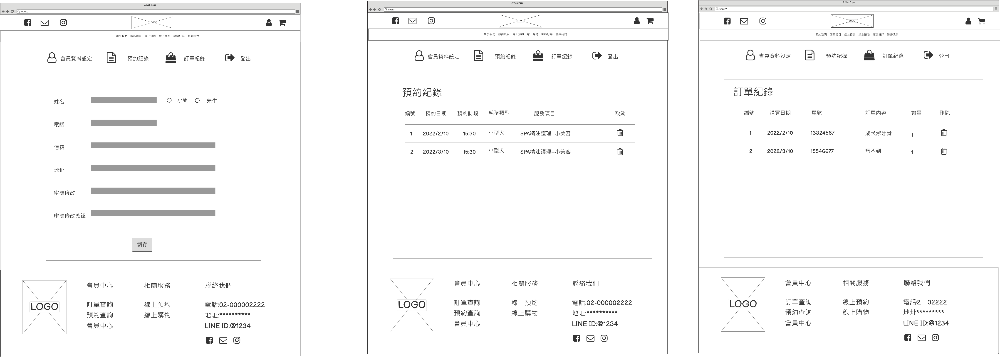 A Web Page
https://
LOGO
關於我們 服務項目 線上預約 線上購物 顧客好評 聯絡我們
會員資料設定 預約紀錄 訂單紀錄 登出
姓名 小姐 先生
電話
信箱
地址
密碼修改
密碼修改確認
儲存
LOGO
會員中心 相關服務 聯絡我們
訂單查詢 線上預約 電話:02-000002222
預約查詢 線上購物 地址:**********
會員中心 LINE ID:@1234
A Web Page
https://
LOGO
關於我們 服務項目 線上預約 線上購物 顧客好評 聯絡我們
會員資料設定 預約紀錄 訂單紀錄 登出
預約紀錄
編號 預約日期 預約時段 毛孩類型 服務項目 取消
1 2022/2/10 15:30 小型犬 SPA精油護理+小美容
2 2022/3/10 15:30 小型犬 SPA精油護理+小美容
LOGO
會員中心 相關服務 聯絡我們
訂單查詢 線上預約 電話:02-000002222
預約查詢 線上購物 地址:**********
會員中心 LINE ID:@1234
A Web Page
https://
LOGO
關於我們 服務項目 線上預約 線上購物 顧客好評 聯絡我們
會員資料設定 預約紀錄 訂單紀錄 登出
訂單紀錄
編號 購買日期 單號 訂單內容 數量 刪除
1 2022/2/10 13324567 成犬潔牙骨 1
2 2022/3/10 15546677 蚤不到 1
LOGO
會員中心 相關服務 聯絡我們
訂單查詢 線上預約 電話2 02222
預約查詢 線上購物 地址*********
會員中心 LINE ID:@1234